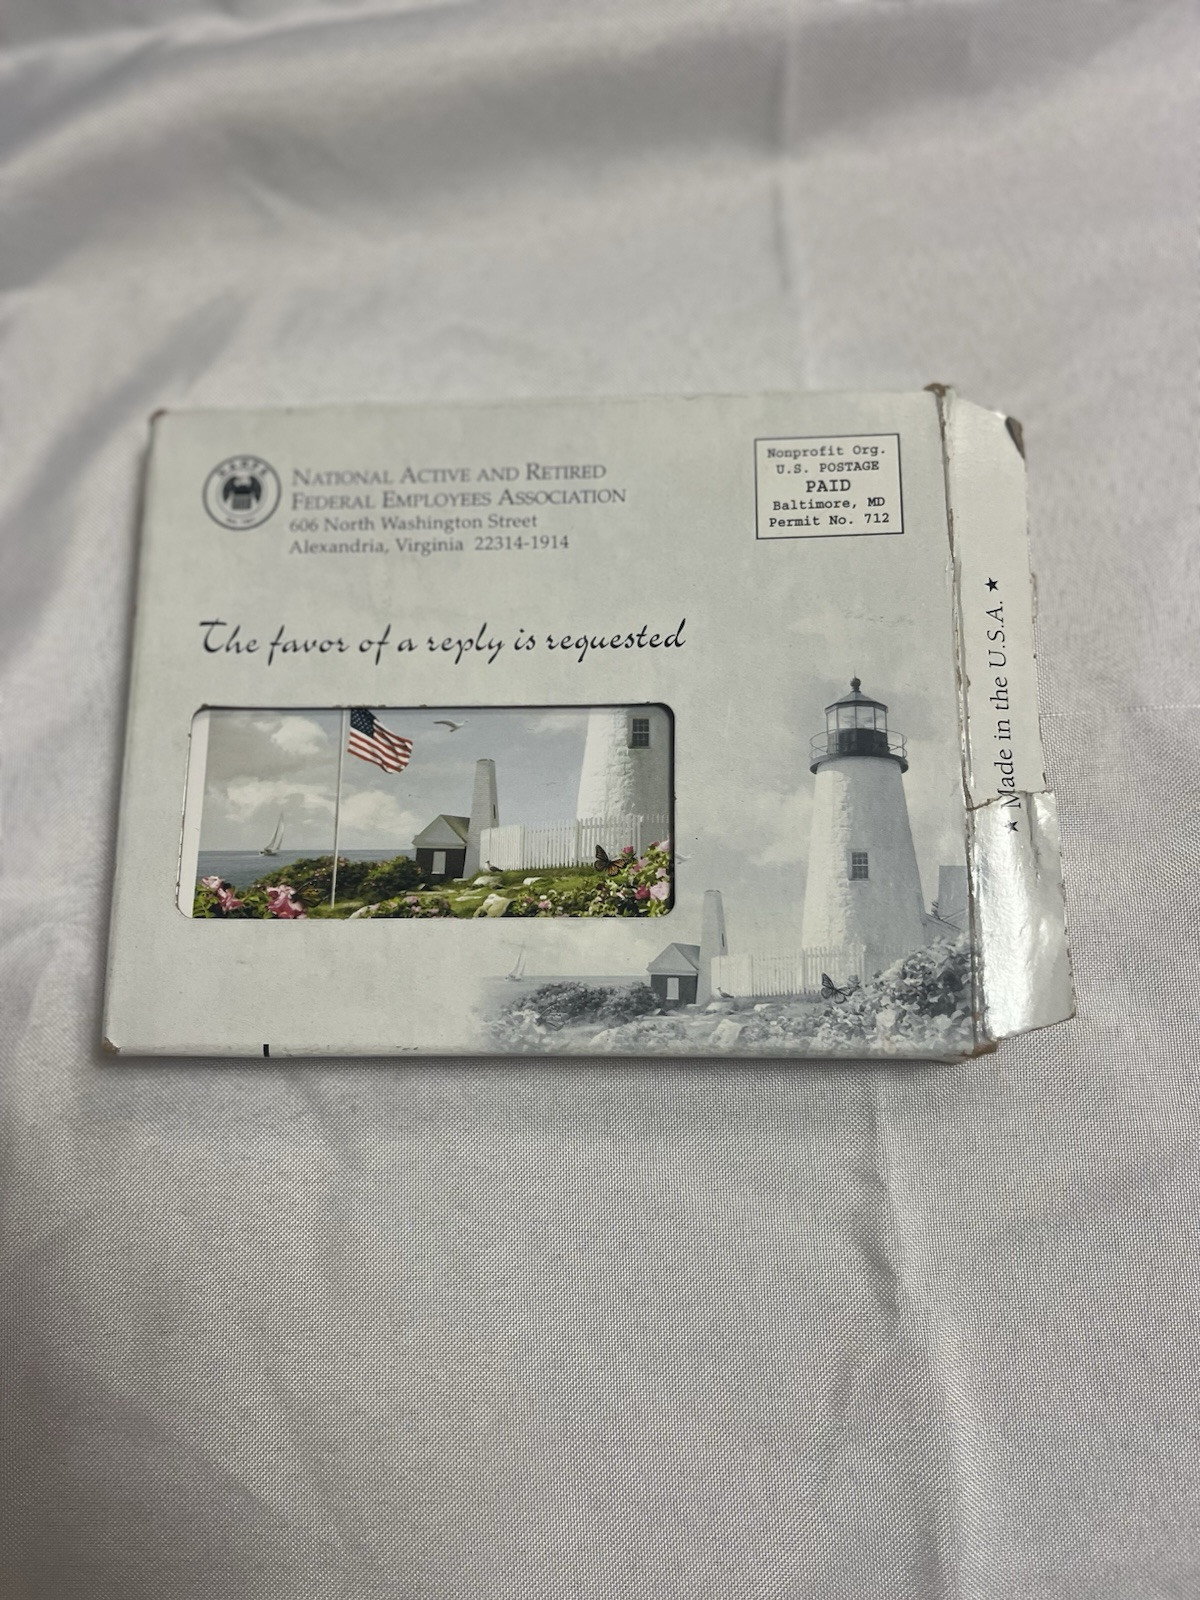 National Active and Retired
Federal Employees Association
606 North Washington Street
Alexandria, Virginia 22314-1914
Nonprofit Org.
U.S. POSTAGE
PAID
Baltimore, MD
Permit No. 712
The favor of a reply is requested
★ Made in the U.S.A. ★